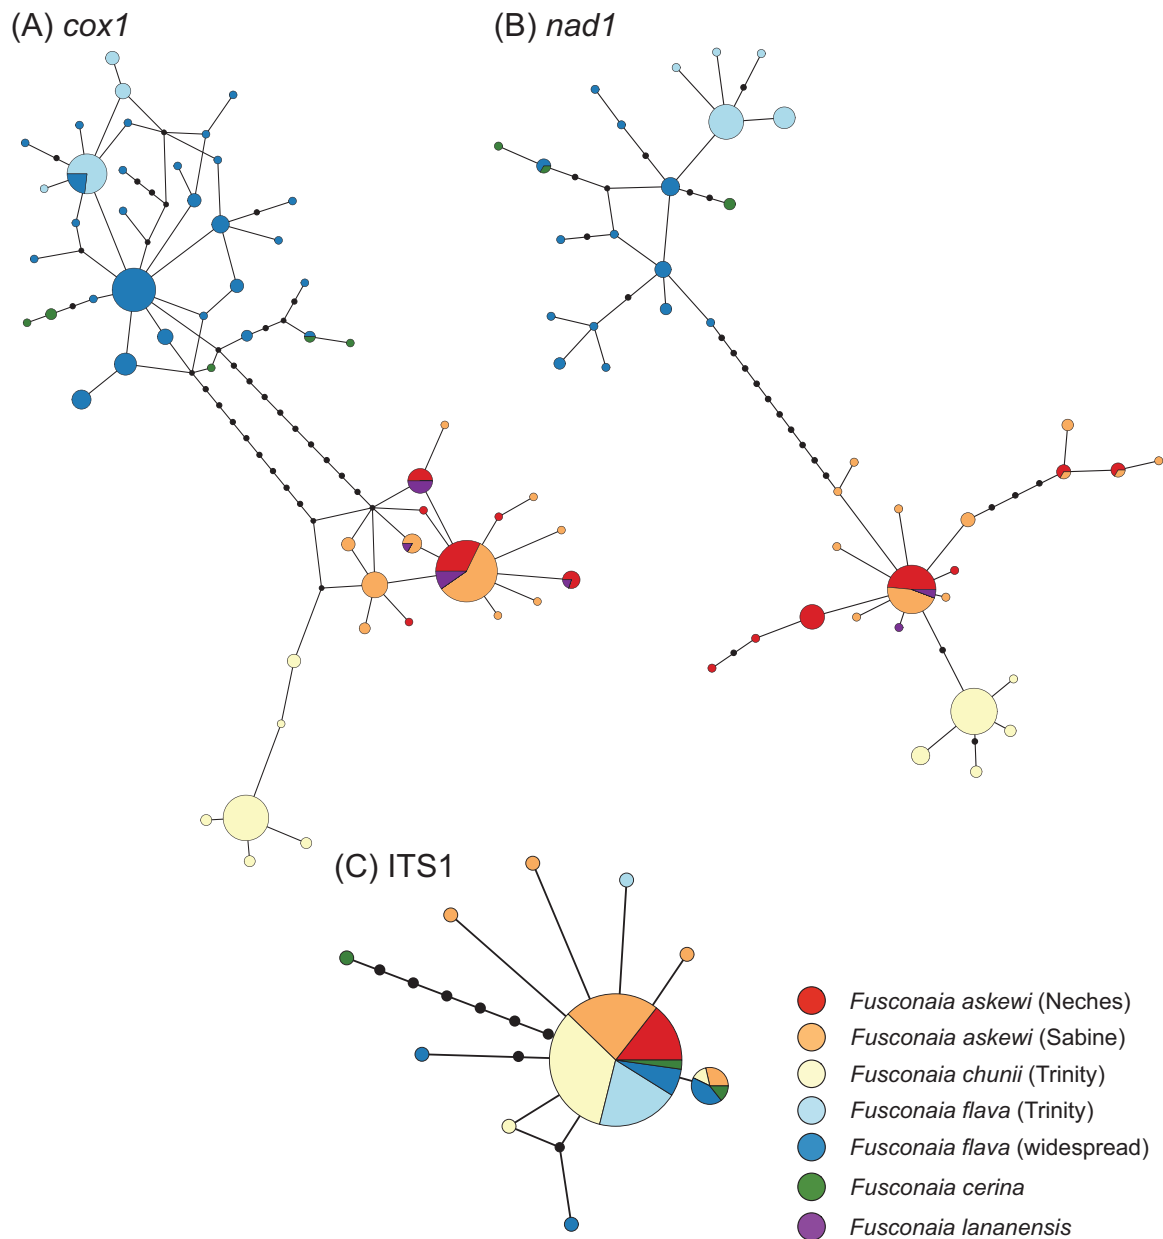 (A) cox1
(B) nad1
(C) ITS1
Fusconaia askewi (Neches)
Fusconaia askewi (Sabine)
Fusconaia chunii (Trinity)
Fusconaia flava (Trinity)
Fusconaia flava (widespread)
Fusconaia cerina
Fusconaia lananensis